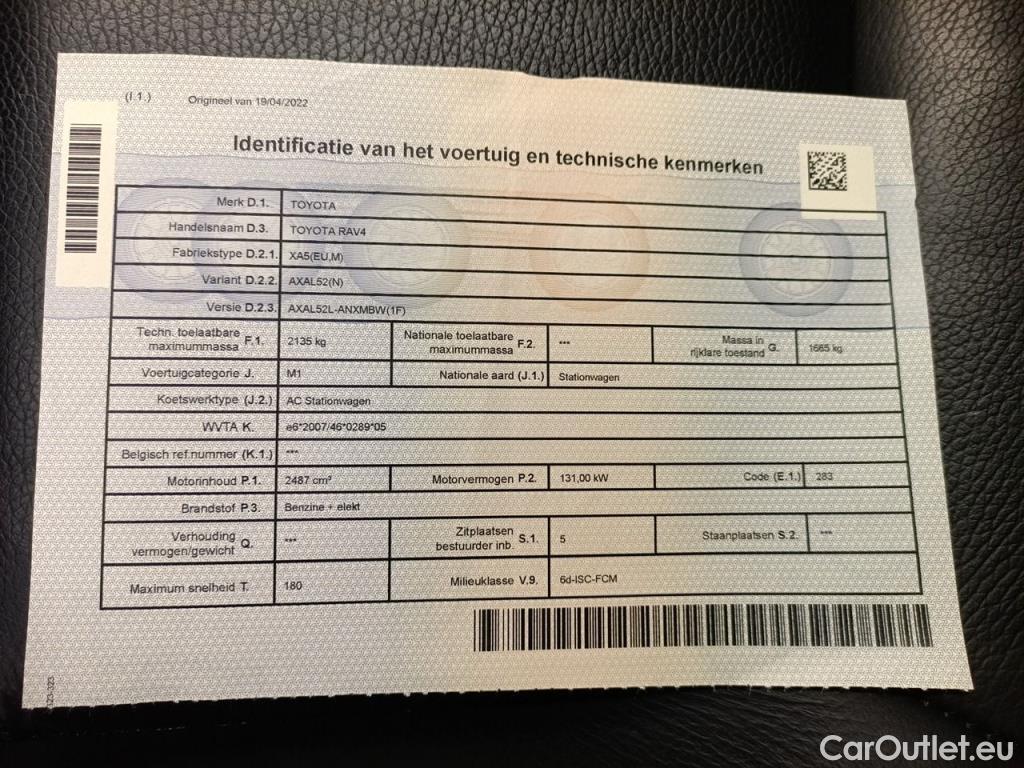 (I.1.) Origineel van 19/04/2022
Identificatie van het voertuig en technische kenmerken
Merk D.1. TOYOTA
Handelsnaam D.3. TOYOTA RAV4
Fabriekstype D.2.1. XA5(EU,M)
Variant D.2.2. AXAL52(N)
Versie D.2.3. AXAL52L-ANXMBW(1F)
Techn. toelaatbare maximummassa F.1. 2135 kg Nationale toelaatbare maximummassa F.2. *** Massa in rijklare toestand G. 1665 kg
Voertuigcategorie J. M1 Nationale aard (J.1.) Stationwagen
Koetswerktype (J.2.) AC Stationwagen
WVTA K. e6*2007/46*0289*05
Belgisch ref.nummer (K.1.) ***
Motorinhoud P.1. 2487 cm³ Motorvermogen P.2. 131,00 kW Code (E.1.) 283
Brandstof P.3. Benzine + elekt
Verhouding vermogen/gewicht Q. *** Zitplaatsen bestuurder inb. S.1. 5 Staanplaatsen S.2. ***
Maximum snelheid T. 180 Milieuklasse V.9. 6d-ISC-FCM
CarOutlet.eu